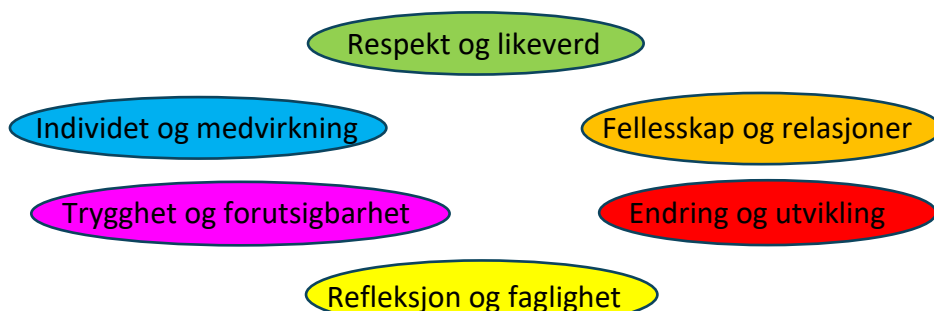 Respekt og likeverd
Individet og medvirkning
Fellesskap og relasjoner
Trygghet og forutsigbarhet
Endring og utvikling
Refleksjon og faglighet